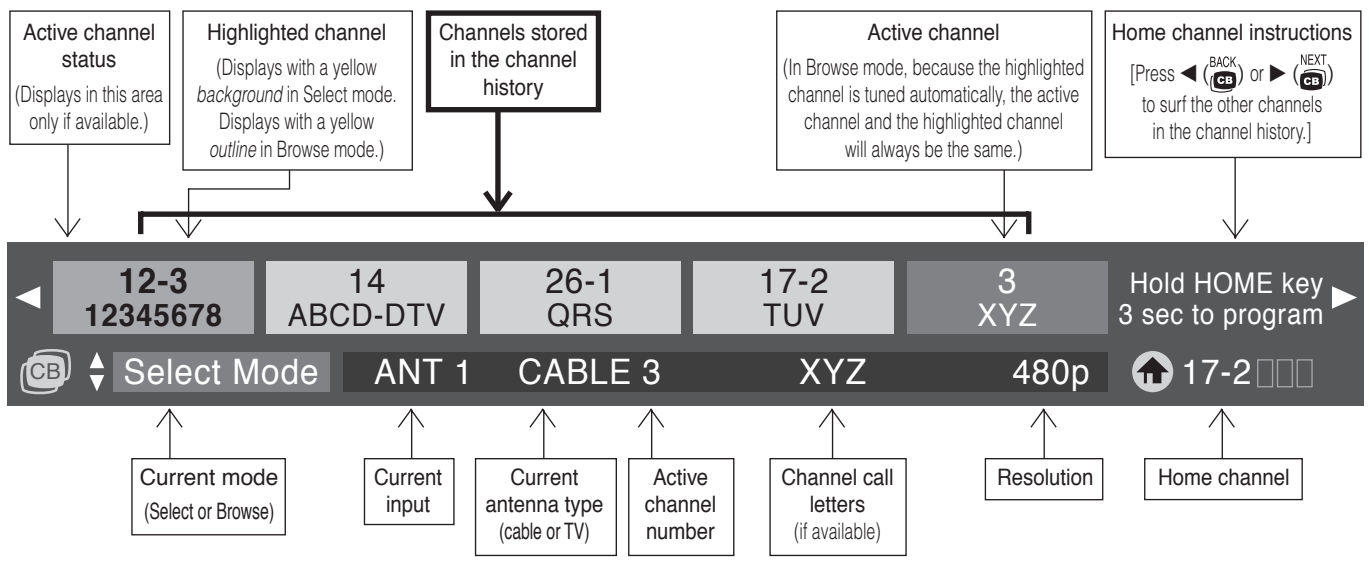 Active channel
status
(Displays in this area
only if available.)
Highlighted channel
(Displays with a yellow
background in Select mode.
Displays with a yellow
outline in Browse mode.)
Channels stored
in the channel
history
Active channel
(In Browse mode, because the highlighted
channel is tuned automatically, the active
channel and the highlighted channel
will always be the same.)
Home channel instructions
[Press ◄ (BACK CB) or ► (NEXT CB)
to surf the other channels
in the channel history.]
12-3
12345678
14
ABCD-DTV
26-1
QRS
17-2
TUV
3
XYZ
Hold HOME key
3 sec to program
CB Select Mode ANT 1 CABLE 3 XYZ 480p 17-2
Current mode
(Select or Browse)
Current
input
Current
antenna type
(cable or TV)
Active
channel
number
Channel call
letters
(if available)
Resolution
Home channel